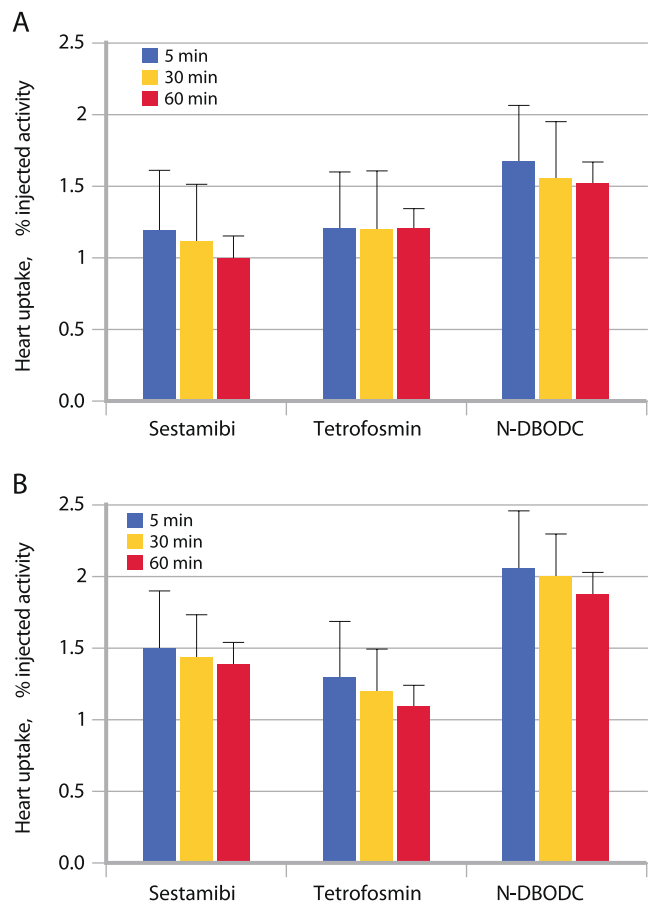 A
Heart uptake, % injected activity
2.5
2
1.5
1
0.5
0.0
5 min
30 min
60 min
Sestamibi
Tetrofosmin
N-DBODC
B
Heart uptake, % injected activity
2.5
2
1.5
1
0.5
0.0
5 min
30 min
60 min
Sestamibi
Tetrofosmin
N-DBODC